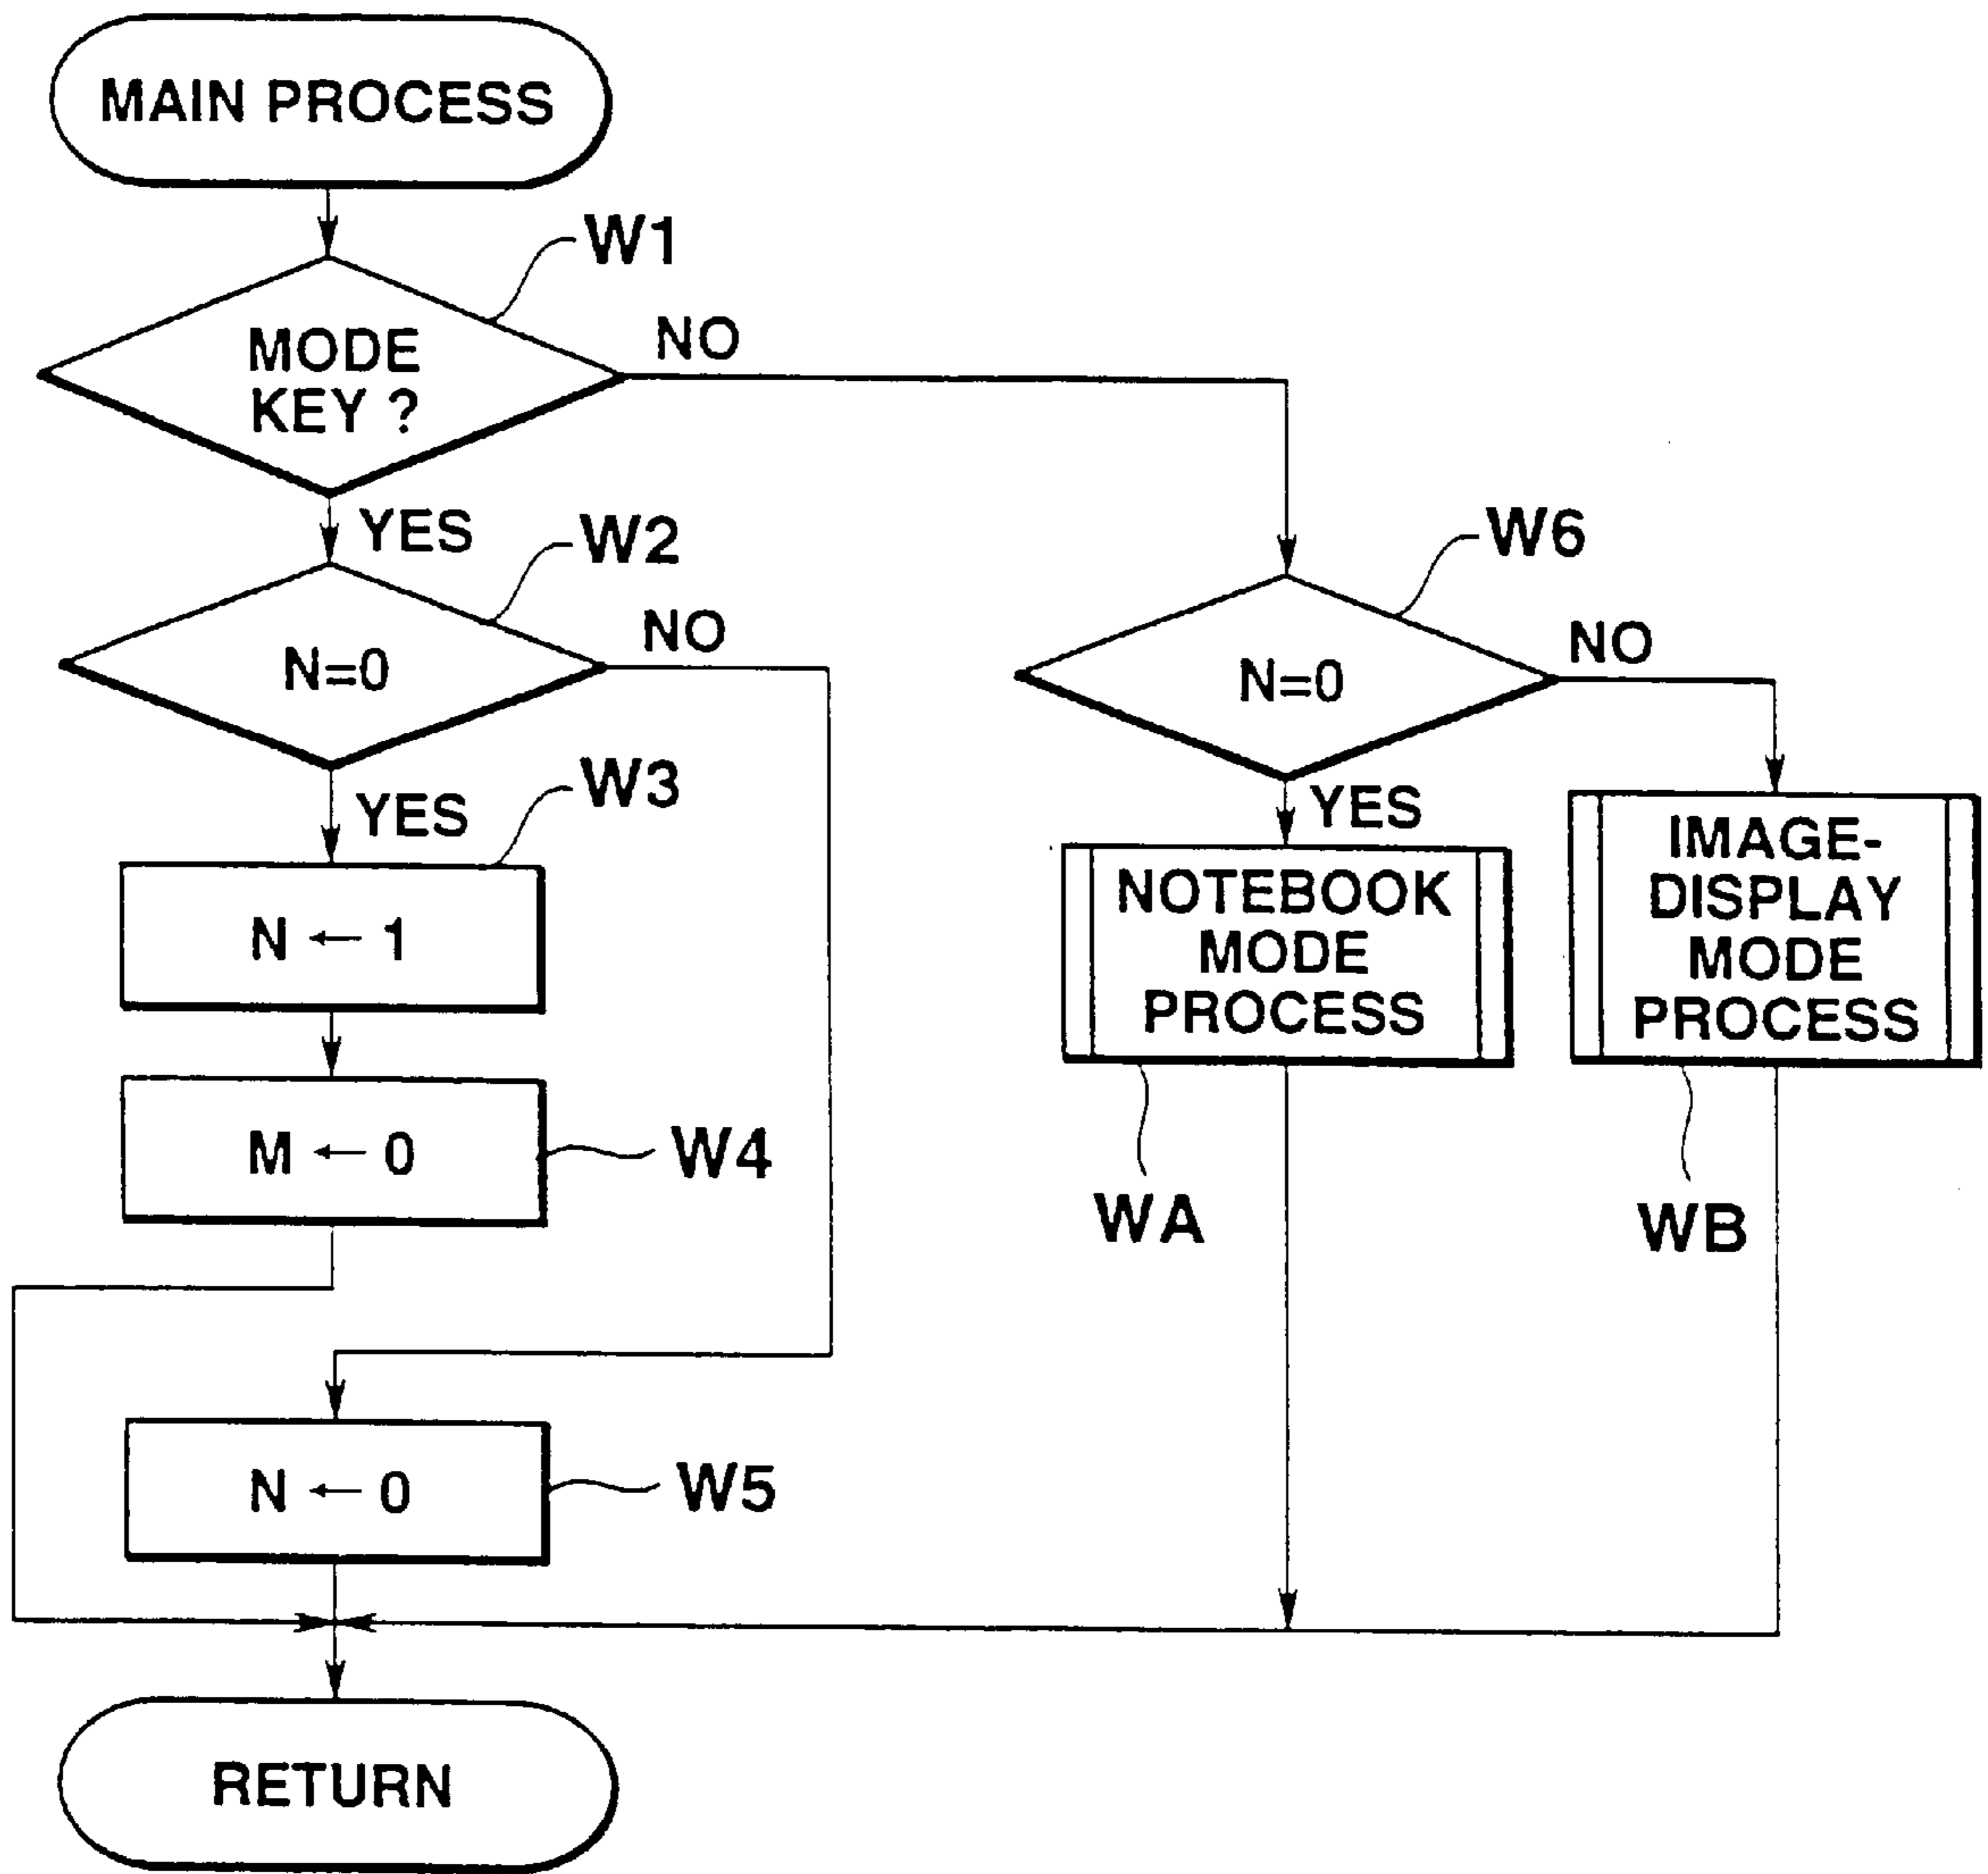 MAIN PROCESS
W1
MODE
KEY ?
NO
YES
W2
N=0
NO
YES
W3
N ← 1
M ← 0
W4
N ← 0
W5
W6
N=0
NO
YES
NOTEBOOK
MODE
PROCESS
WA
IMAGE-
DISPLAY
MODE
PROCESS
WB
RETURN